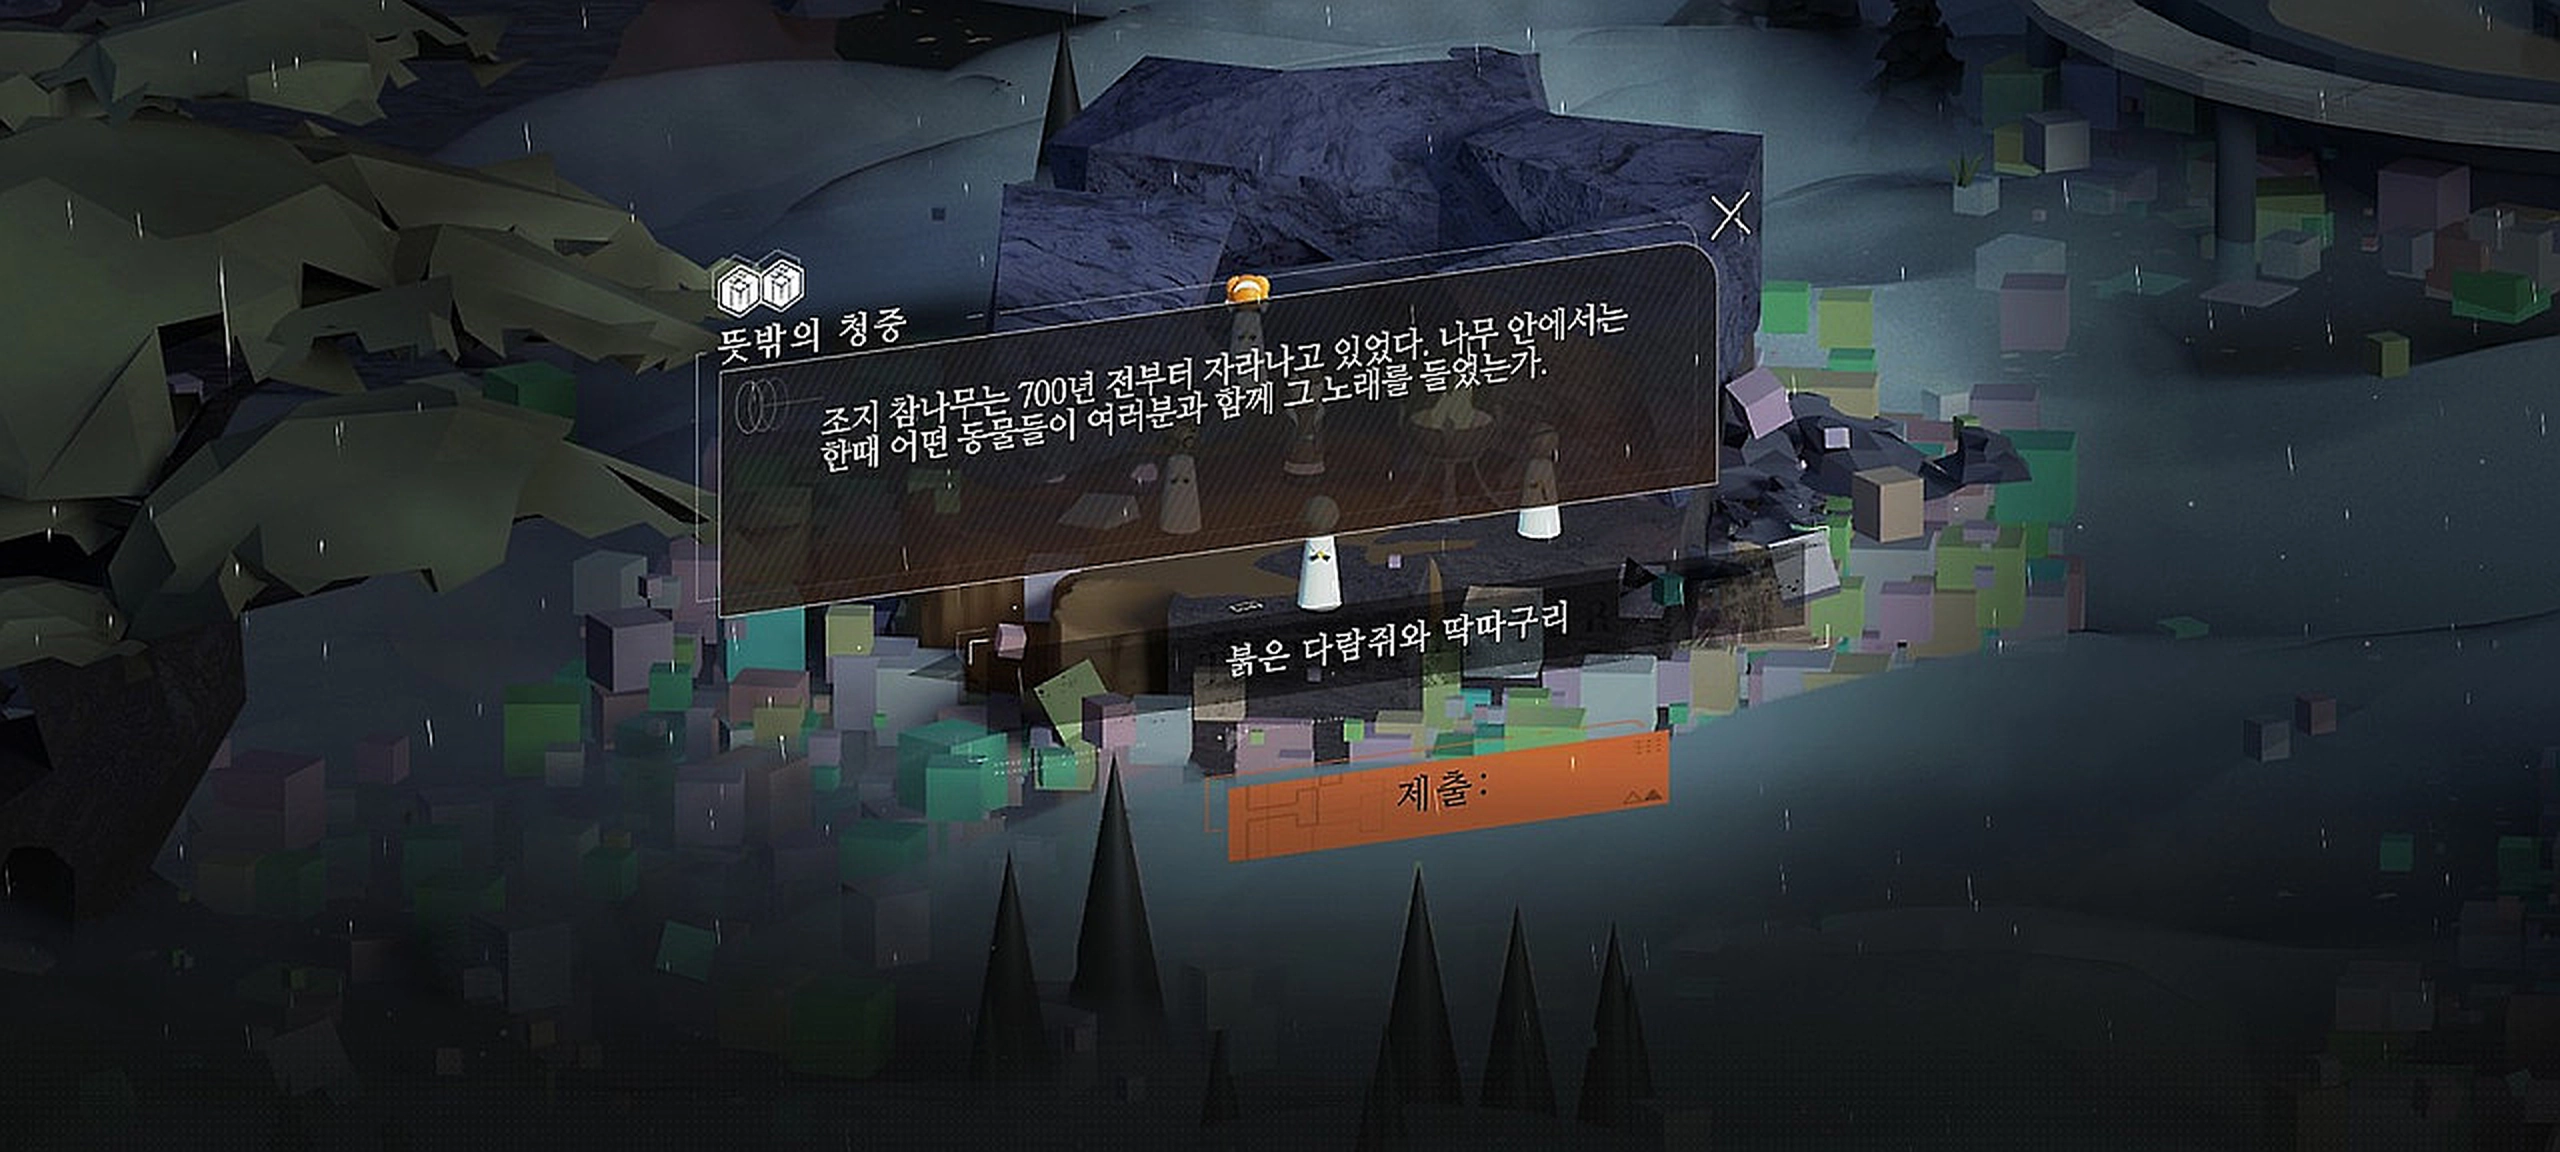 뜻밖의 청중
조지 참나무는 700년 전부터 자라나고 있었다. 나무 안에서는
한때 어떤 동물들이 여러분과 함께 그 노래를 들었는가.
붉은 다람쥐와 딱따구리
제출: